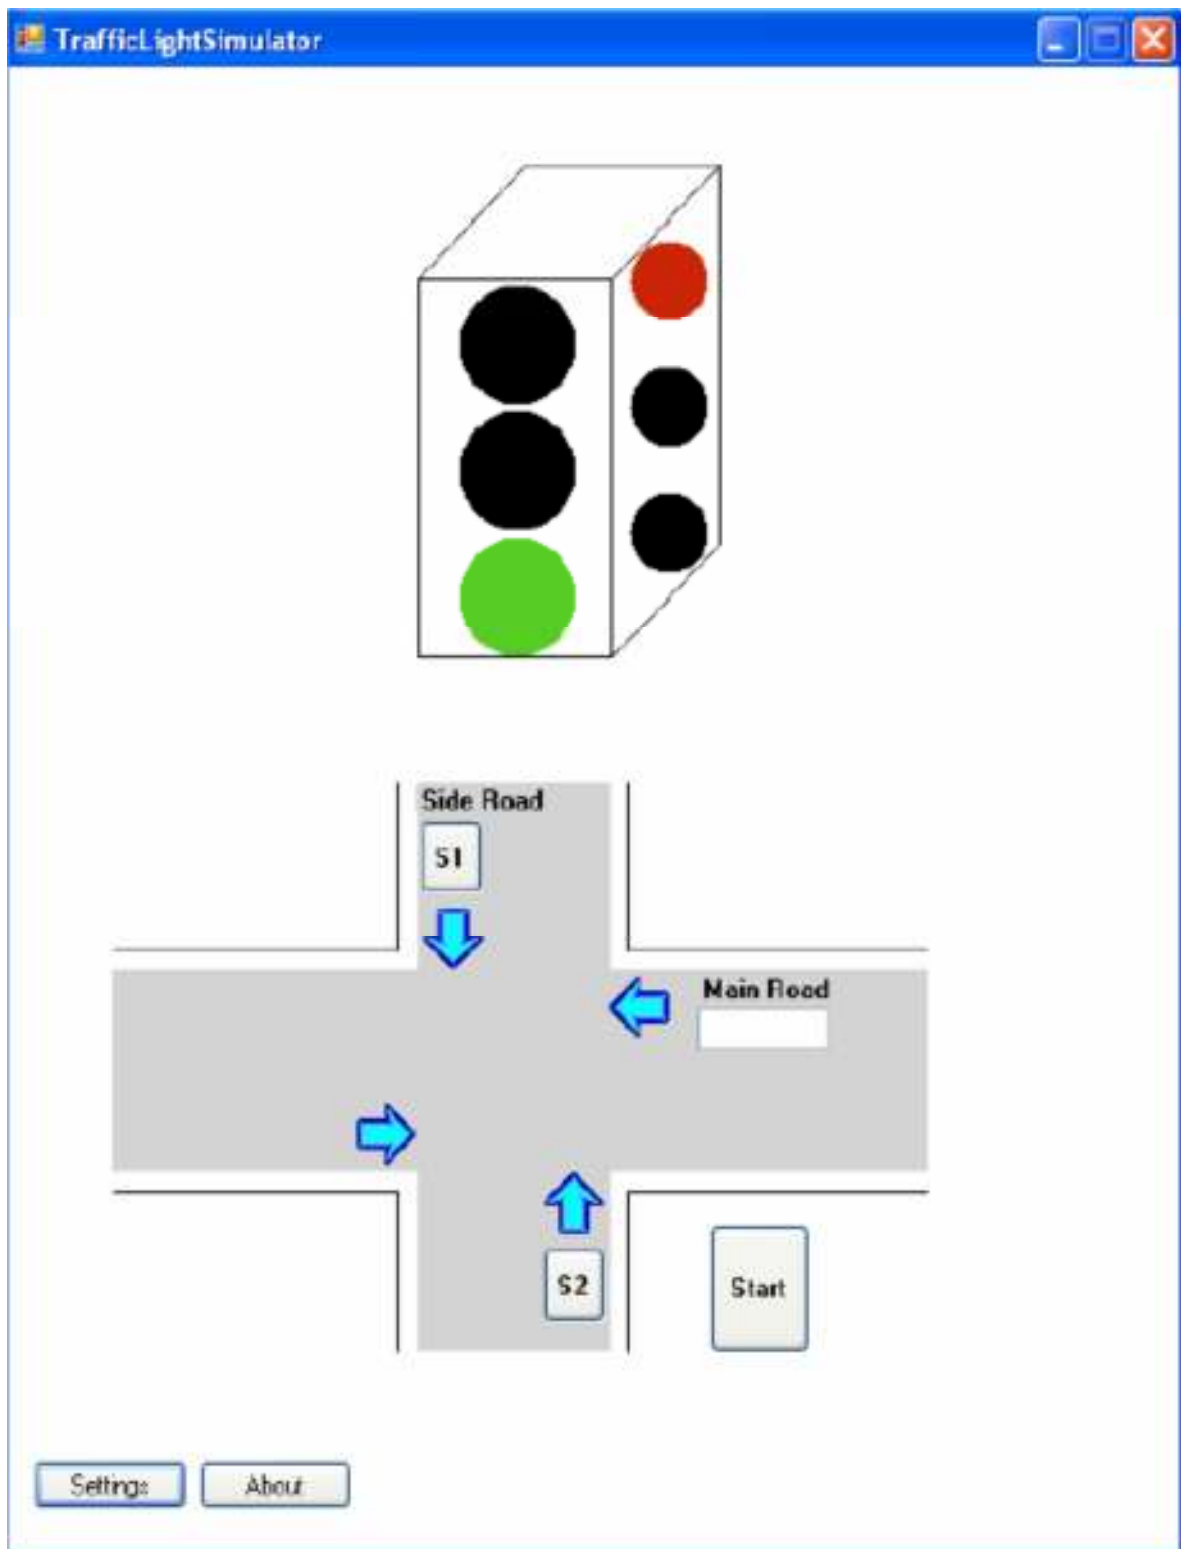 TrafficLightSimulator
Side Road
S1
Main Road
S2
Start
Settings
About